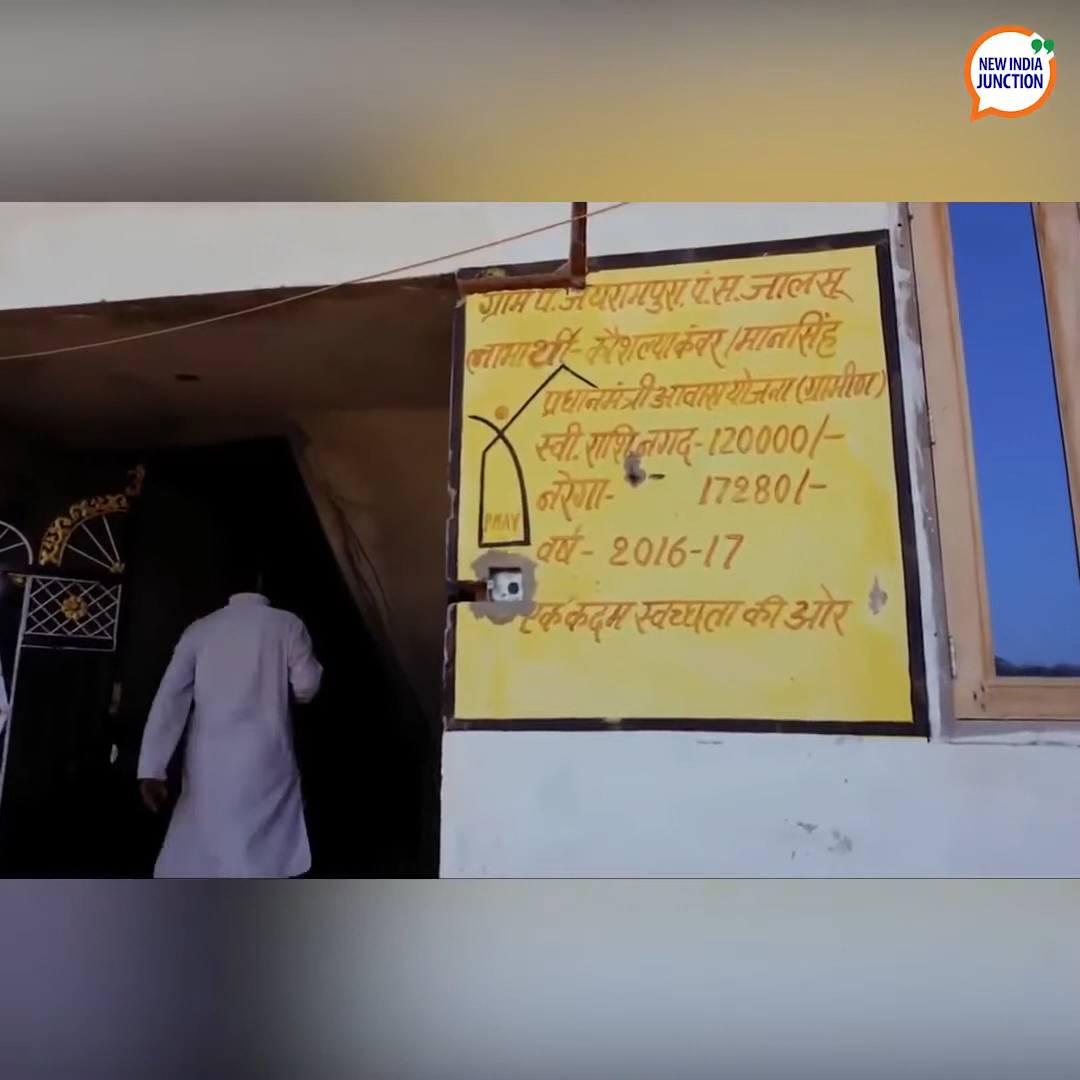 NEW INDIA
JUNCTION
ग्राम पं. जयरामपुरा. पं. स. जालसू
लाभार्थी- कौशल्या कंवर / मानसिंह
प्रधानमंत्री आवास योजना (ग्रामीण)
स्वी. राशि. नगद- 120000/-
नरेगा- 17280/-
PMAY
वर्ष- 2016-17
एक कदम स्वच्छता की ओर